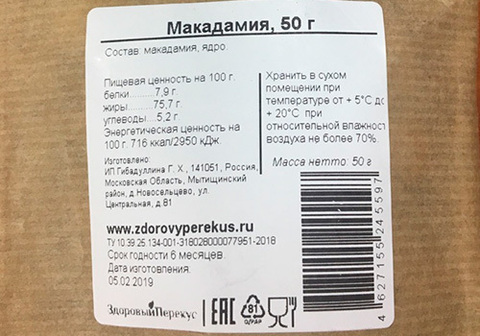 Макадамия, 50 г
Состав: макадамия, ядро.
Пищевая ценность на 100 г.
белки.........7,9 г.
жиры..........75,7 г.
углеводы.....5,2 г.
Энергетическая ценность на
100 г. 716 ккал/2950 кДж.
Изготовлено:
ИП Гибадуллина Г. Х., 141051, Россия,
Московская Область, Мытищинский
район, д.Новосельцево, ул.
Центральная, д.81
www.zdorovyperekus.ru
ТУ 10.39.25.134-001-318028000077951-2018
Срок годности 6 месяцев.
Дата изготовления:
05.02.2019
ЗдоровыйПерекус
EAC
81
C/PAP
Хранить в сухом
помещении при
температуре от + 5°С до
+ 20°С при
относительной влажност
воздуха не более 70%.
Масса нетто: 50 г
4627155245597